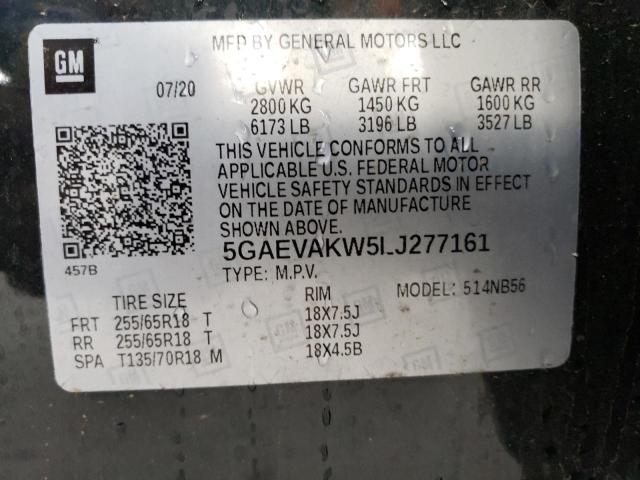 GM
MFD BY GENERAL MOTORS LLC
07/20 GVWR GAWR FRT GAWR RR
2800 KG 1450 KG 1600 KG
6173 LB 3196 LB 3527 LB
THIS VEHICLE CONFORMS TO ALL
APPLICABLE U.S. FEDERAL MOTOR
VEHICLE SAFETY STANDARDS IN EFFECT
ON THE DATE OF MANUFACTURE
SHOWN ABOVE.
5GAEVAKW5LJ277161
457B
TYPE: M.P.V.
MODEL: 514NB56
TIRE SIZE RIM
FRT 255/65R18 T 18X7.5J
RR 255/65R18 T 18X7.5J
SPA T135/70R18 M 18X4.5B